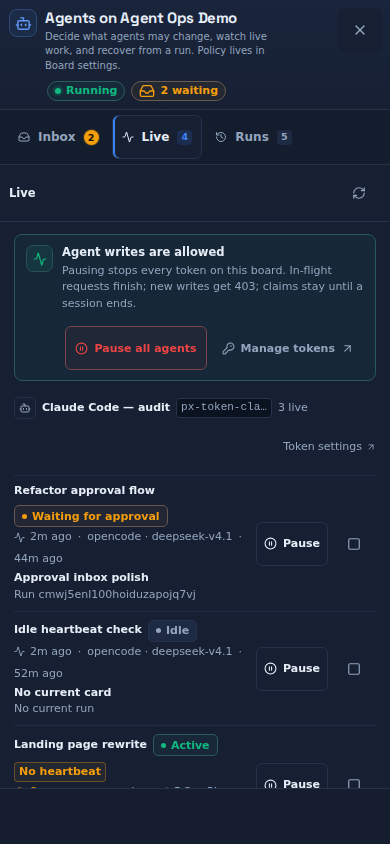 Agents on Agent Ops Demo
Decide what agents may change, watch live
work, and recover from a run. Policy lives in
Board settings.
Running 2 waiting
Inbox 2 Live 4 Runs 5
Live
Agent writes are allowed
Pausing stops every token on this board. In-flight
requests finish; new writes get 403; claims stay until a
session ends.
Pause all agents Manage tokens
Claude Code — audit px-token-cla… 3 live
Token settings
Refactor approval flow
Waiting for approval
2m ago · opencode · deepseek-v4.1 ·
44m ago
Pause
Approval inbox polish
Run cmwj5enl100hoiduzapojq7vj
Idle heartbeat check Idle
2m ago · opencode · deepseek-v4.1 ·
52m ago
Pause
No current card
No current run
Landing page rewrite Active
No heartbeat
Pause